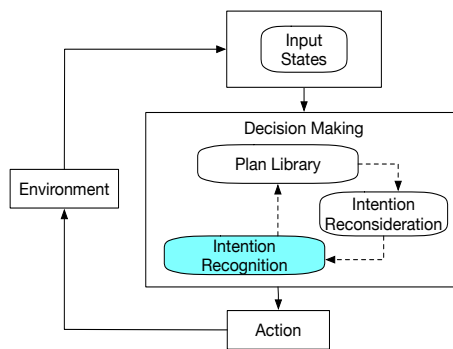 Input
States
Decision Making
Plan Library
Environment
Intention
Reconsideration
Intention
Recognition
Action